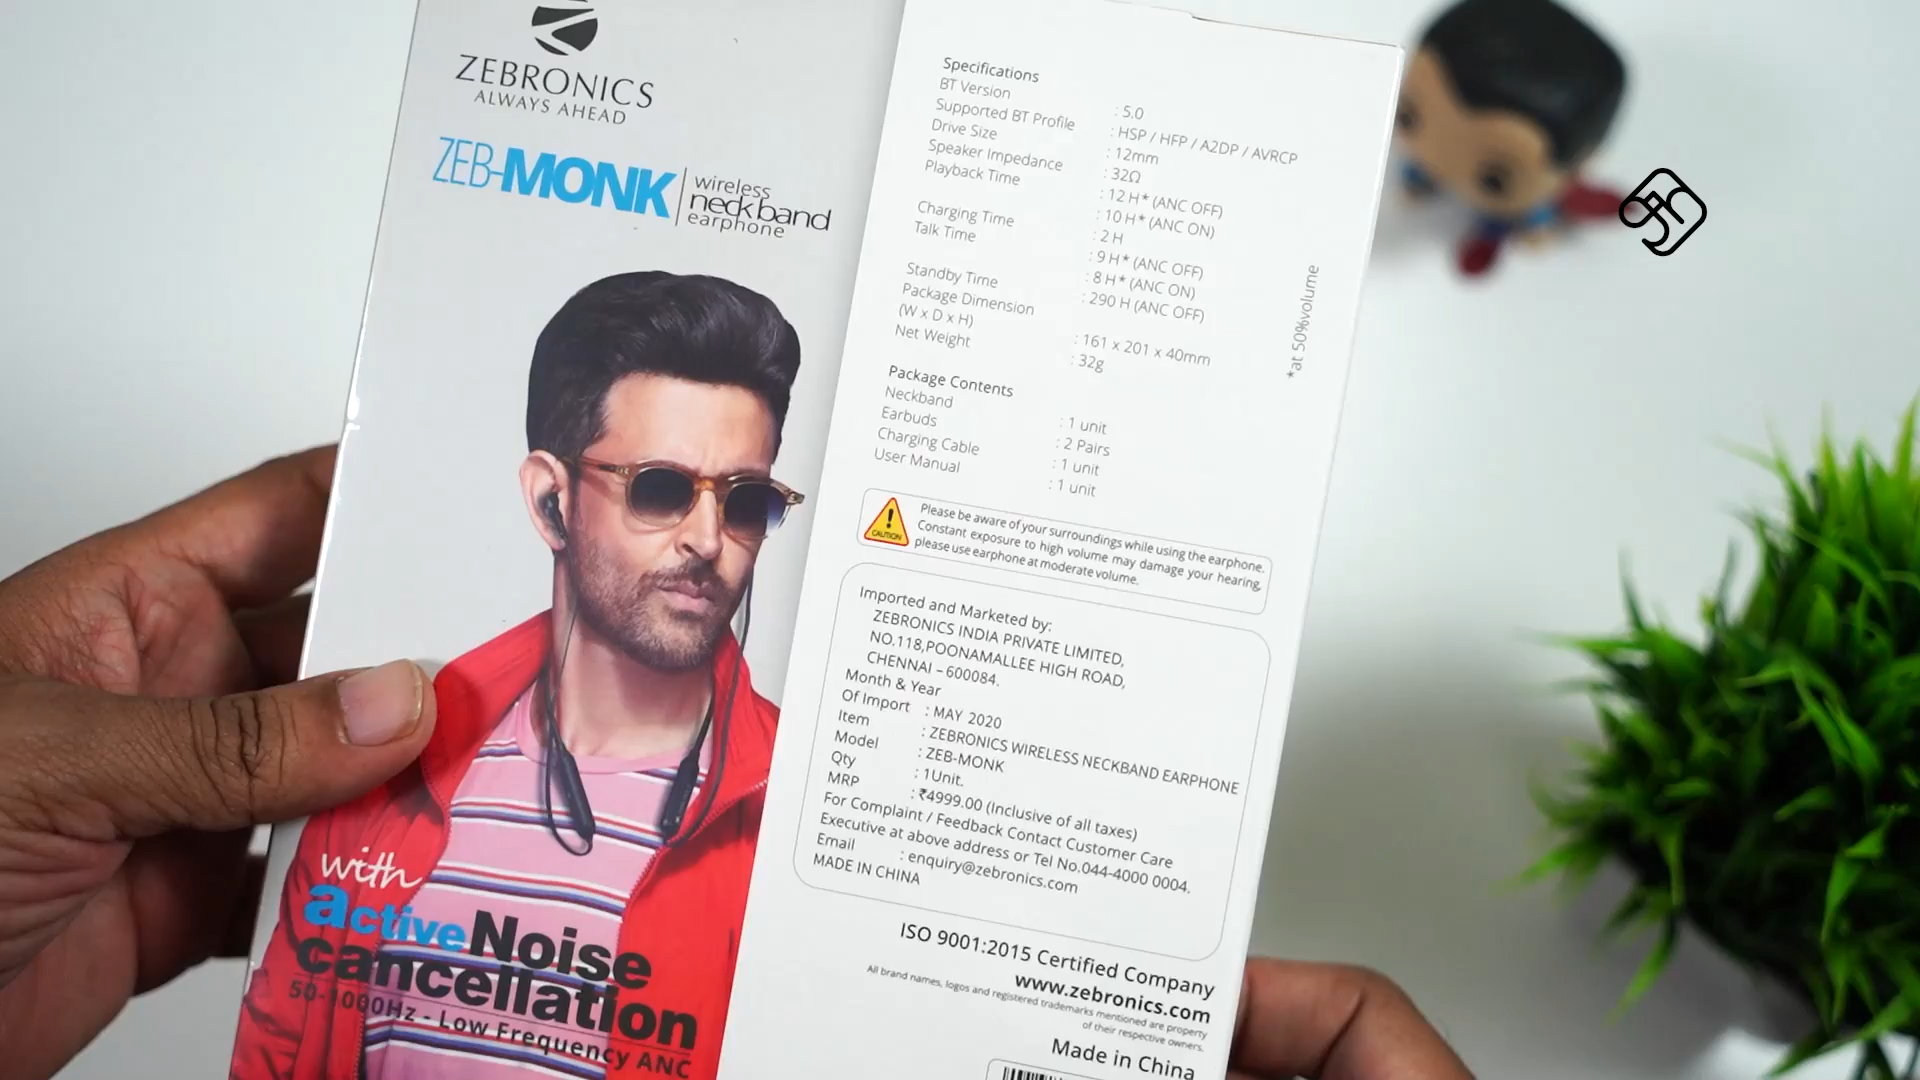 ZEBRONICS
ALWAYS AHEAD
ZEB-MONK
wireless
neckband
earphone
with
active Noise
cancellation
50-1000Hz - Low Frequency ANC
Specifications
BT Version : 5.0
Supported BT Profile : HSP / HFP / A2DP / AVRCP
Drive Size : 12mm
Speaker Impedance : 32Ω
Playback Time : 12 H* (ANC OFF)
: 10 H* (ANC ON)
Charging Time : 2 H
Talk Time : 9 H* (ANC OFF)
: 8 H* (ANC ON)
Standby Time : 290 H (ANC OFF)
Package Dimension
(W x D x H) : 161 x 201 x 40mm
Net Weight : 32g
*at 50%volume
Package Contents
Neckband : 1 unit
Earbuds : 2 Pairs
Charging Cable : 1 unit
User Manual : 1 unit
CAUTION
Please be aware of your surroundings while using the earphone.
Constant exposure to high volume may damage your hearing,
please use earphone at moderate volume.
Imported and Marketed by:
ZEBRONICS INDIA PRIVATE LIMITED,
NO.118,POONAMALLEE HIGH ROAD,
CHENNAI – 600084.
Month & Year
Of Import : MAY 2020
Item : ZEBRONICS WIRELESS NECKBAND EARPHONE
Model : ZEB-MONK
Qty : 1Unit.
MRP : ₹4999.00 (Inclusive of all taxes)
For Complaint / Feedback Contact Customer Care
Executive at above address or Tel No.044-4000 0004.
Email : enquiry@zebronics.com
MADE IN CHINA
ISO 9001:2015 Certified Company
www.zebronics.com
All brand names, logos and registered trademarks mentioned are property
of their respective owners.
Made in China